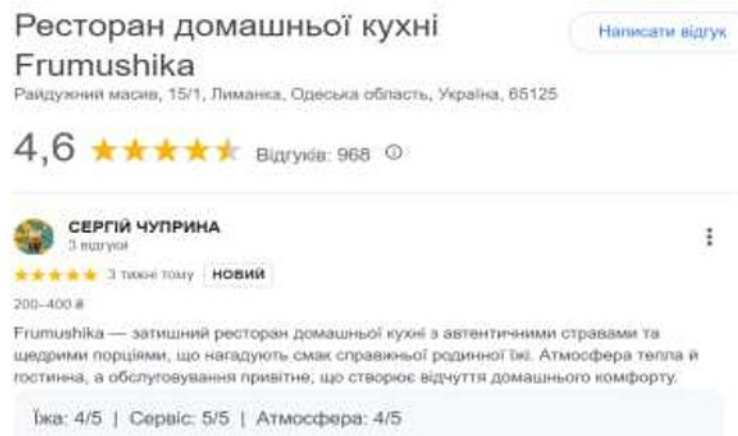 Ресторан домашньої кухні
Написати відгук
Frumushika
Райдужний масив, 15/1, Лиманка, Одеська область, Україна, 65125
4,6
Відгуків: 968
СЕРГІЙ ЧУПРИНА
3 відгуки
3 тижні тому
НОВИЙ
200–400 ₴
Frumushika — затишний ресторан домашньої кухні з автентичними стравами та
щедрими порціями, що нагадують смак справжньої родинної їжі. Атмосфера тепла й
гостинна, а обслуговування привітне, що створює відчуття домашнього комфорту.
Їжа: 4/5 | Сервіс: 5/5 | Атмосфера: 4/5